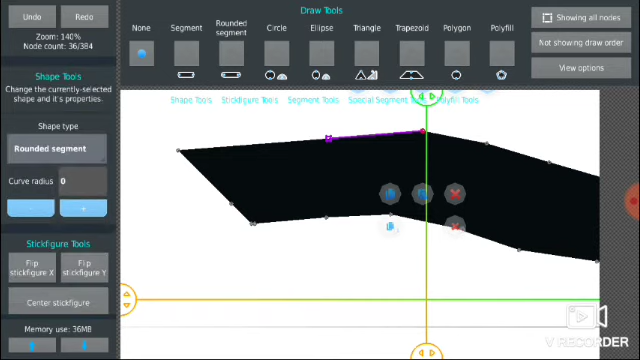 Undo
Redo
Zoom: 140%
Node count: 36/384
Shape Tools
Change the currently-selected
shape and it's properties.
Shape type
Rounded segment
Curve radius
0
-
+
Stickfigure Tools
Flip
stickfigure X
Flip
stickfigure Y
Center stickfigure
Memory use: 36MB
Draw Tools
None
Segment
Rounded
segment
Circle
Ellipse
Triangle
Trapezoid
Polygon
Polyfill
Showing all nodes
Not showing draw order
View options
Shape Tools
Stickfigure Tools
Segment Tools
Special Segment Tools
Polyfill Tools
V RECORDER